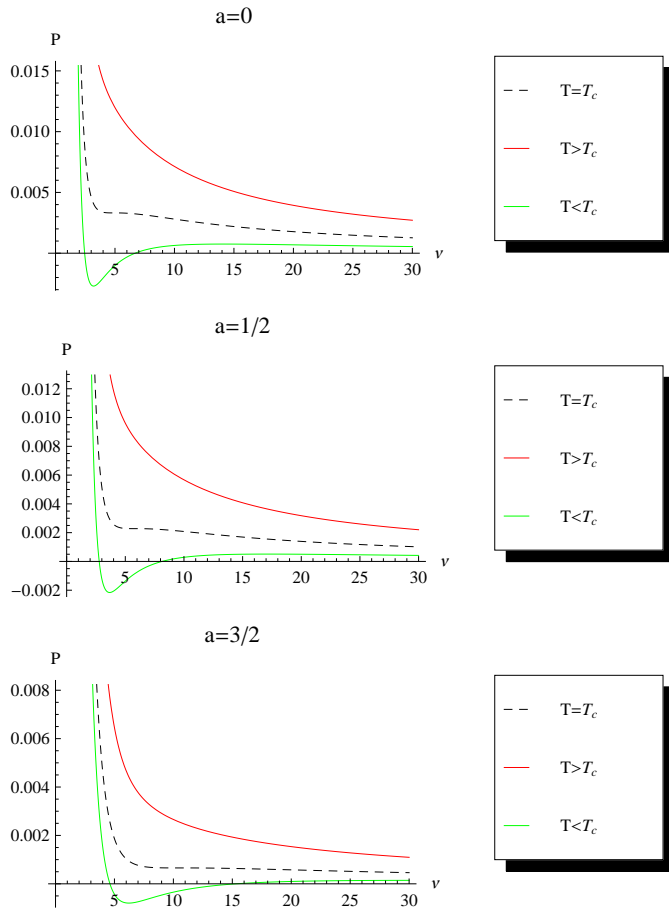 a=0
P
0.015
0.010
0.005
5 10 15 20 25 30
ν
T=T_c
T>T_c
T<T_c
a=1/2
P
0.012
0.010
0.008
0.006
0.004
0.002
−0.002
5 10 15 20 25 30
ν
T=T_c
T>T_c
T<T_c
a=3/2
P
0.008
0.006
0.004
0.002
5 10 15 20 25 30
ν
T=T_c
T>T_c
T<T_c